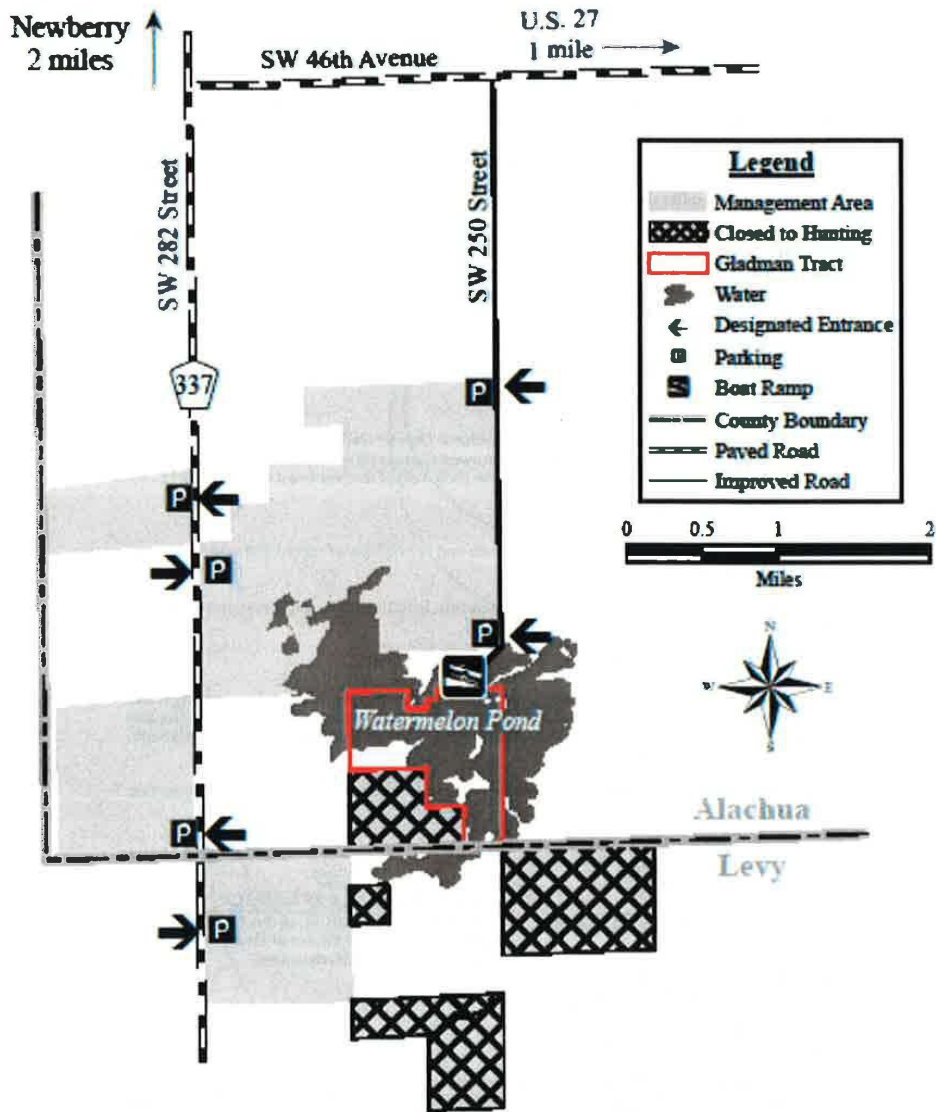 Newberry
2 miles
U.S. 27
1 mile
SW 46th Avenue
SW 282 Street
SW 250 Street
Legend
Management Area
Closed to Hunting
Gladman Tract
Water
Designated Entrance
Parking
Boat Ramp
County Boundary
Paved Road
Improved Road
337
P
P
P
0 0.5 1 2
Miles
P
N
W E
S
Watermelon Pond
Alachua
P
Levy
P